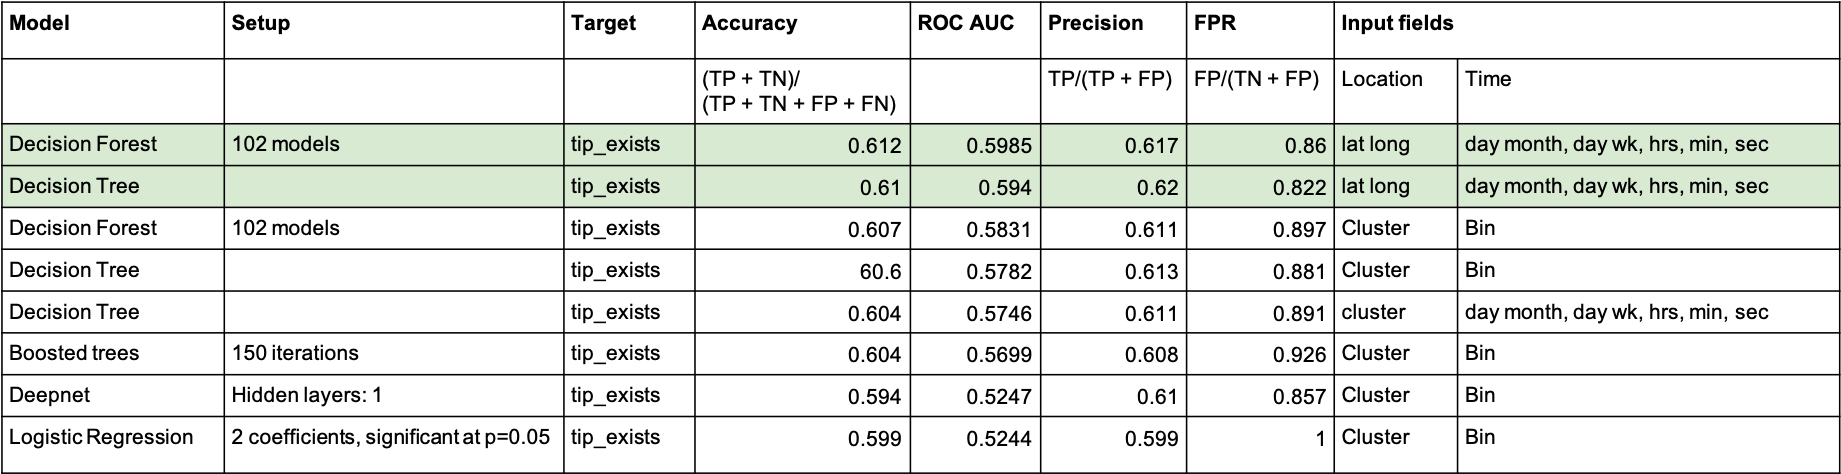 Model Setup Target Accuracy ROC AUC Precision FPR Input fields
(TP + TN)/
(TP + TN + FP + FN) TP/(TP + FP) FP/(TN + FP) Location Time
Decision Forest 102 models tip_exists 0.612 0.5985 0.617 0.86 lat long day month, day wk, hrs, min, sec
Decision Tree tip_exists 0.61 0.594 0.62 0.822 lat long day month, day wk, hrs, min, sec
Decision Forest 102 models tip_exists 0.607 0.5831 0.611 0.897 Cluster Bin
Decision Tree tip_exists 60.6 0.5782 0.613 0.881 Cluster Bin
Decision Tree tip_exists 0.604 0.5746 0.611 0.891 cluster day month, day wk, hrs, min, sec
Boosted trees 150 iterations tip_exists 0.604 0.5699 0.608 0.926 Cluster Bin
Deepnet Hidden layers: 1 tip_exists 0.594 0.5247 0.61 0.857 Cluster Bin
Logistic Regression 2 coefficients, significant at p=0.05 tip_exists 0.599 0.5244 0.599 1 Cluster Bin